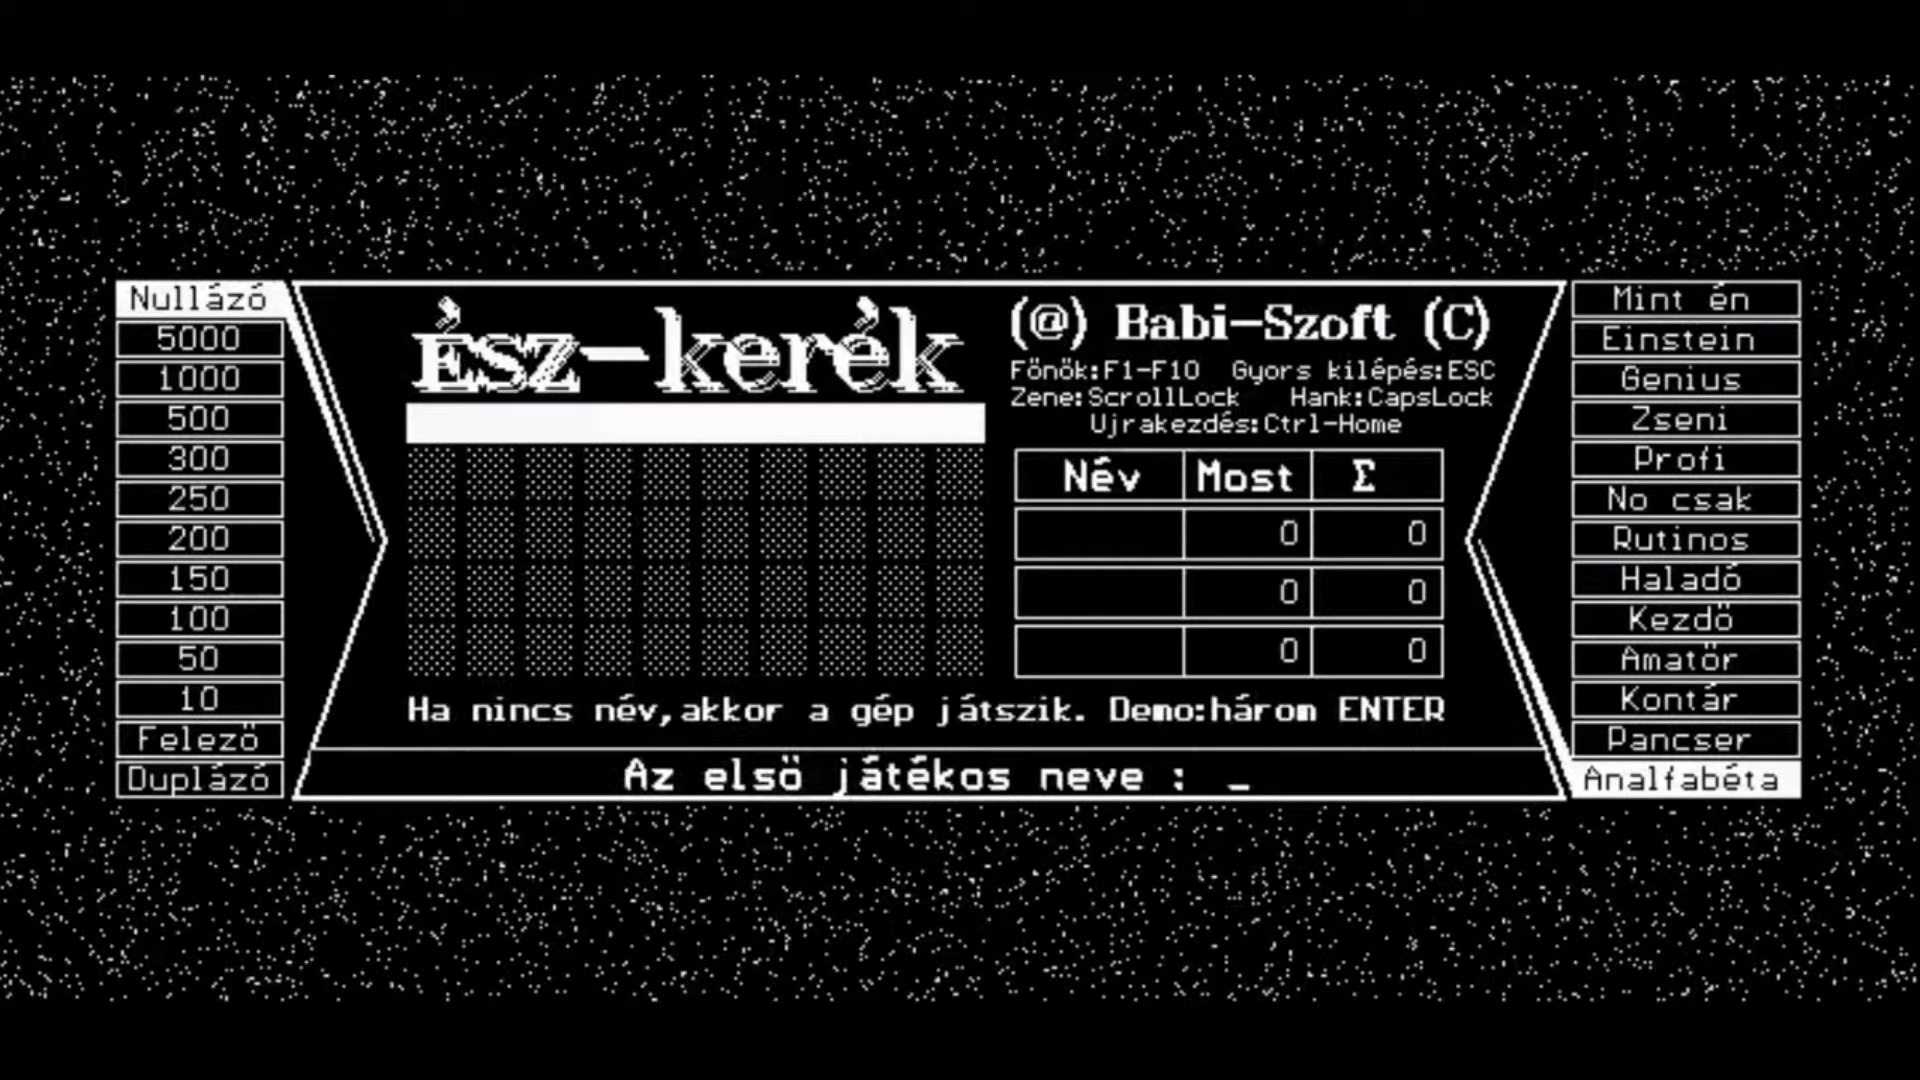 Nullázó
5000
1000
500
300
250
200
150
100
50
10
Felezö
Duplázó
Ész-kerék
(@) Babi-Szoft (C)
Fönök:F1-F10 Gyors kilépés:ESC
Zene:ScrollLock Hank:CapsLock
Ujrakezdés:Ctrl-Home
Név Most Σ
0 0
0 0
0 0
Ha nincs név,akkor a gép játszik. Demo:három ENTER
Az elsö játékos neve : _
Mint én
Einstein
Genius
Zseni
Profi
No csak
Rutinos
Haladó
Kezdö
Amatör
Kontár
Pancser
Analfabéta